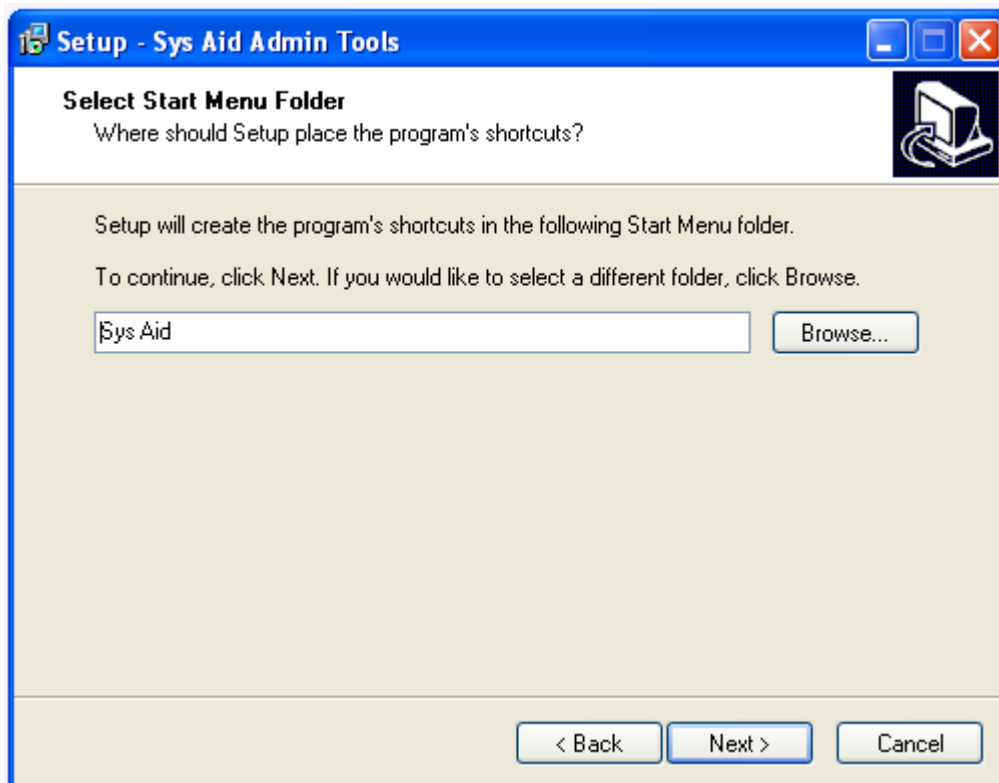 Setup - Sys Aid Admin Tools
Select Start Menu Folder
Where should Setup place the program's shortcuts?
Setup will create the program's shortcuts in the following Start Menu folder.
To continue, click Next. If you would like to select a different folder, click Browse.
Sys Aid
Browse...
< Back
Next >
Cancel